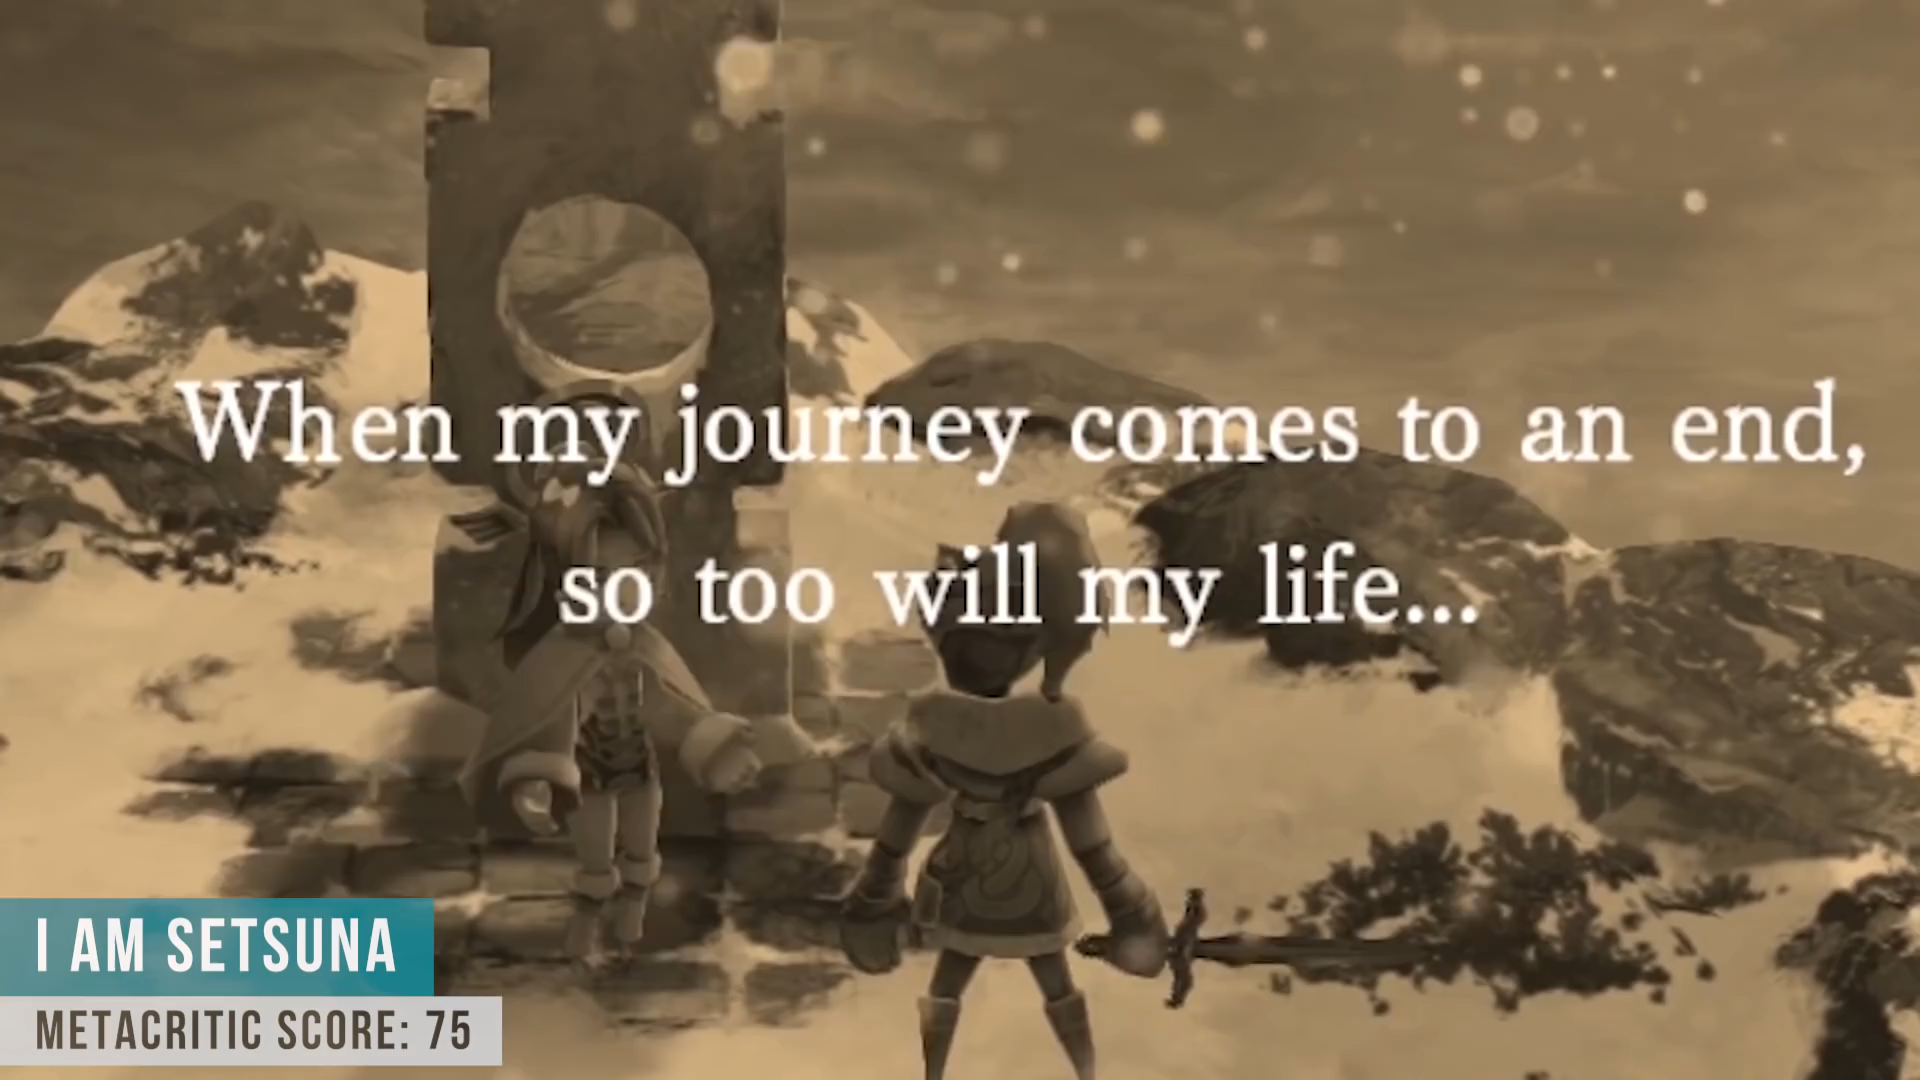 When my journey comes to an end,
so too will my life...
I AM SETSUNA
METACRITIC SCORE: 75